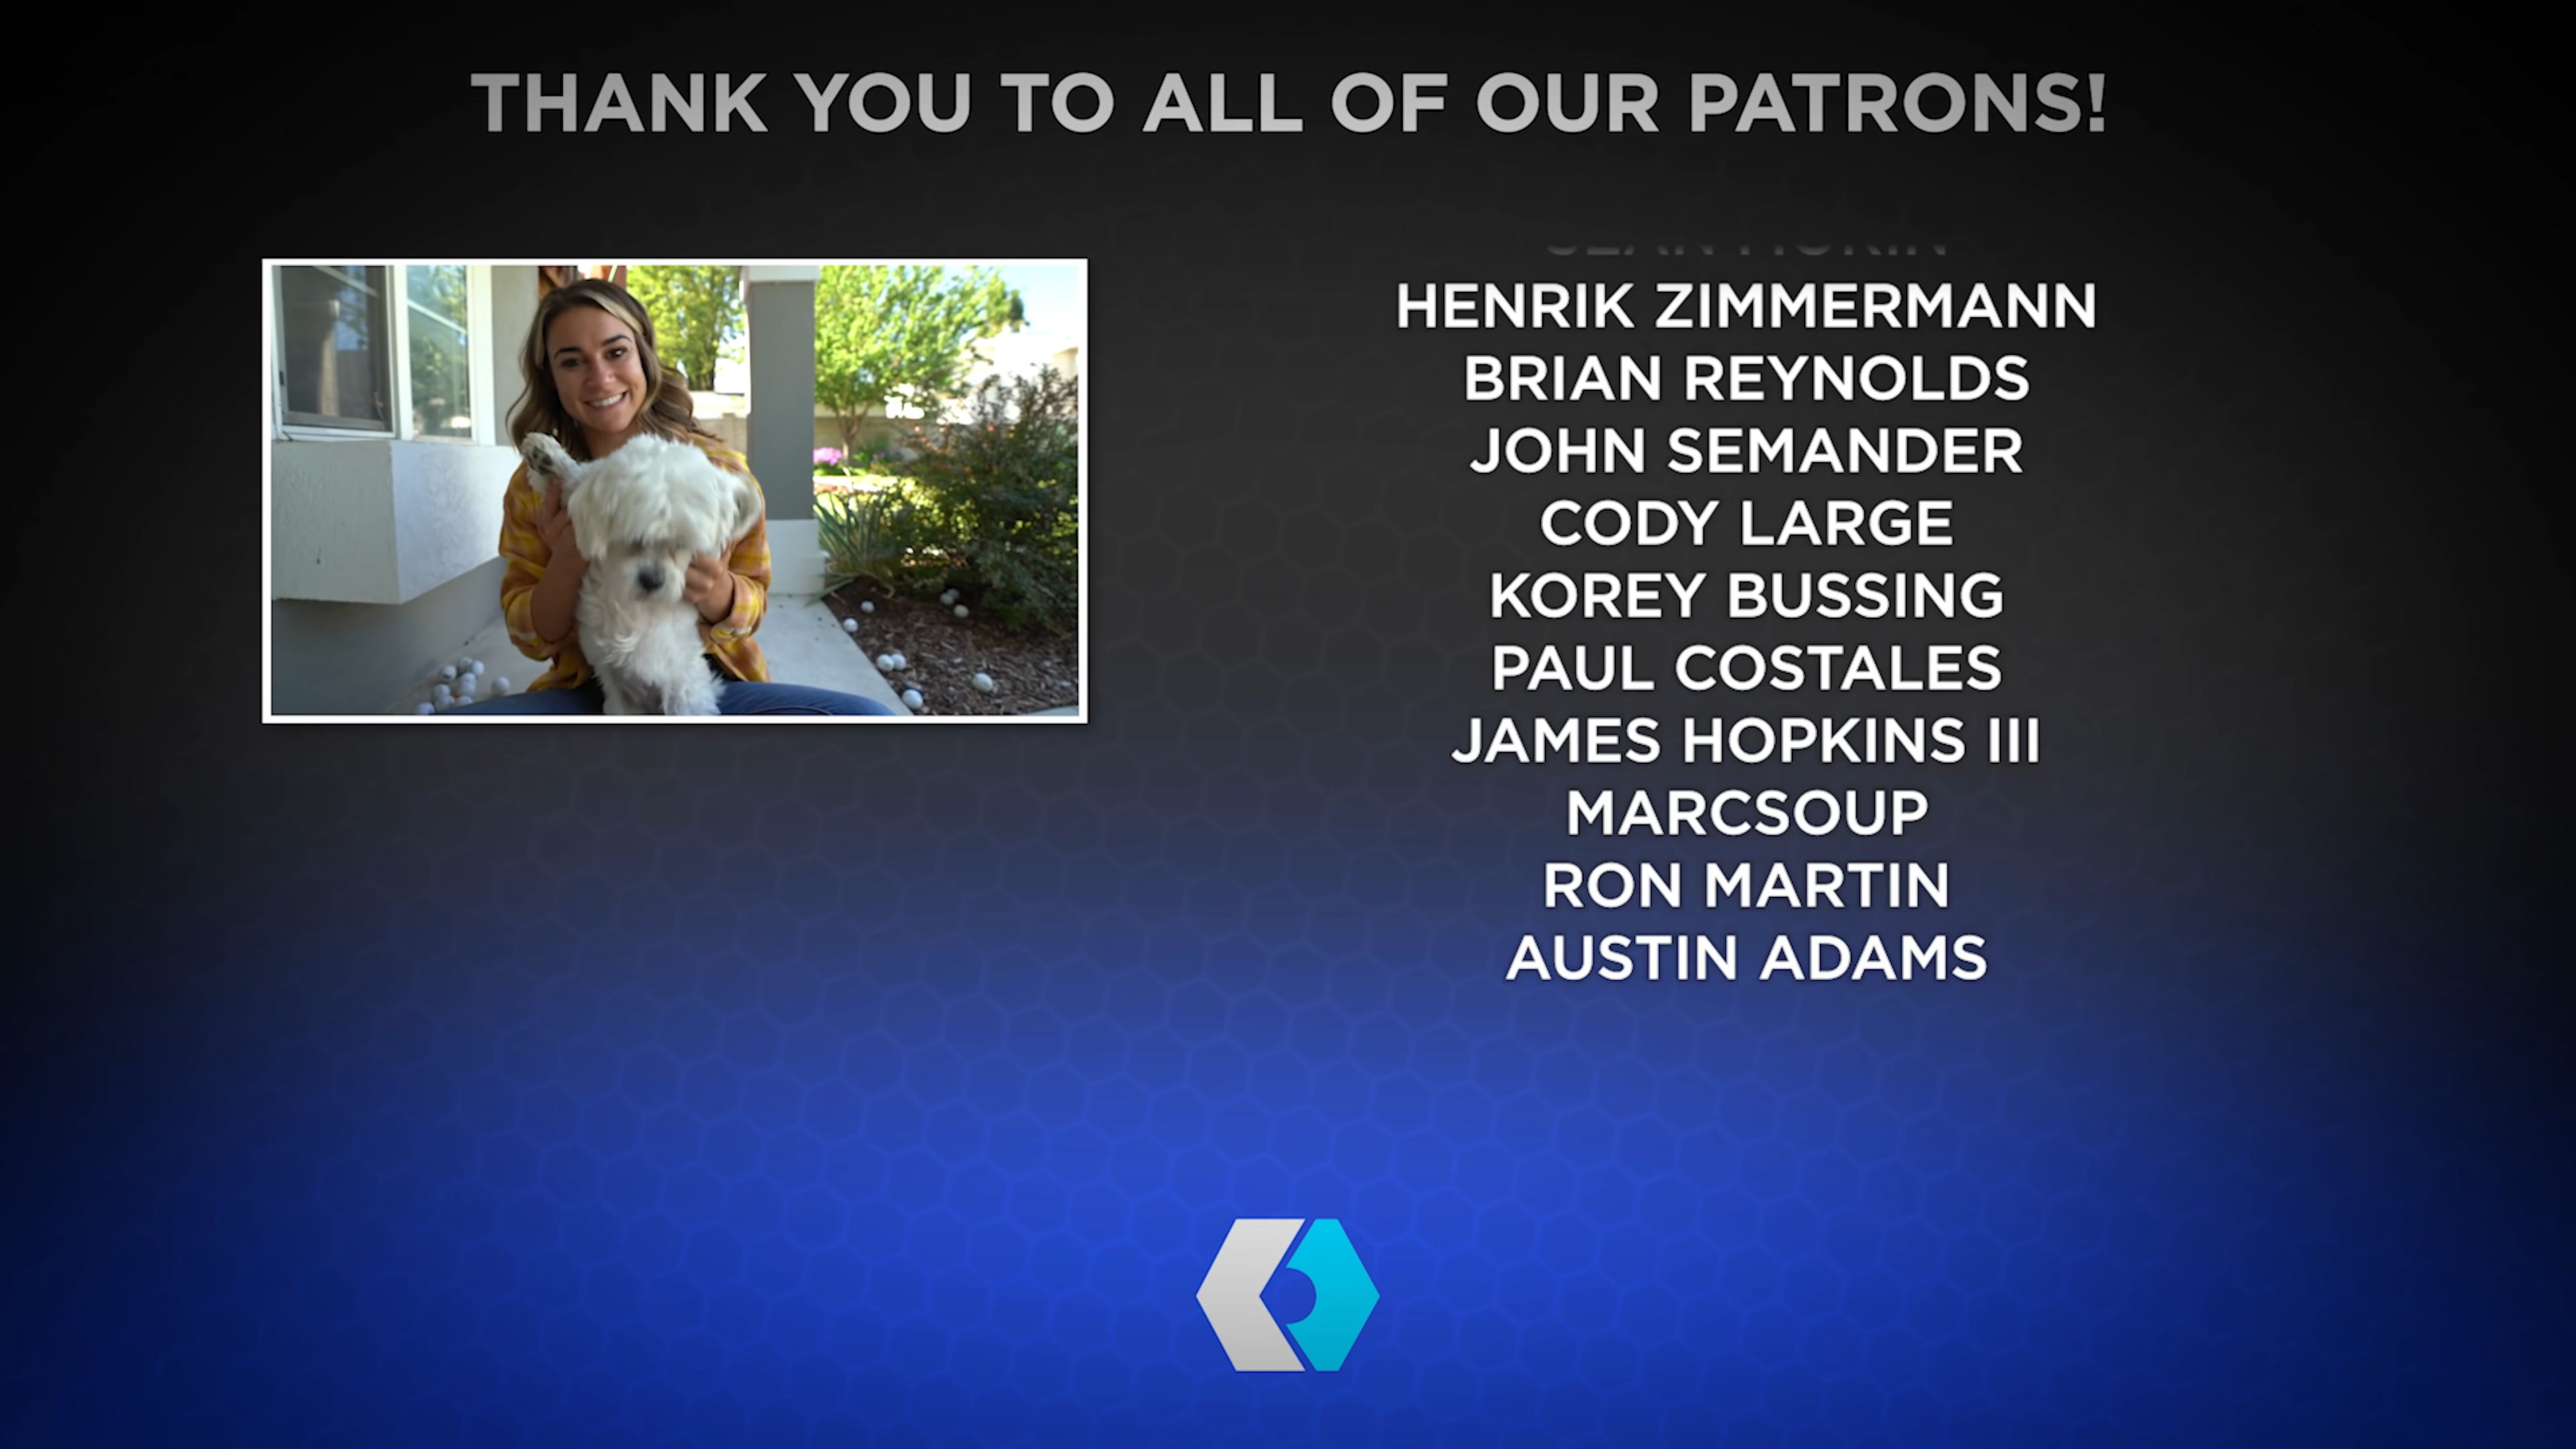 THANK YOU TO ALL OF OUR PATRONS!
HENRIK ZIMMERMANN
BRIAN REYNOLDS
JOHN SEMANDER
CODY LARGE
KOREY BUSSING
PAUL COSTALES
JAMES HOPKINS III
MARCSOUP
RON MARTIN
AUSTIN ADAMS